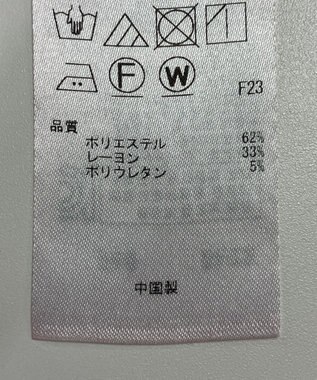 F
W
F23
品質
ポリエステル 62%
レーヨン 33%
ポリウレタン 5%
中国製